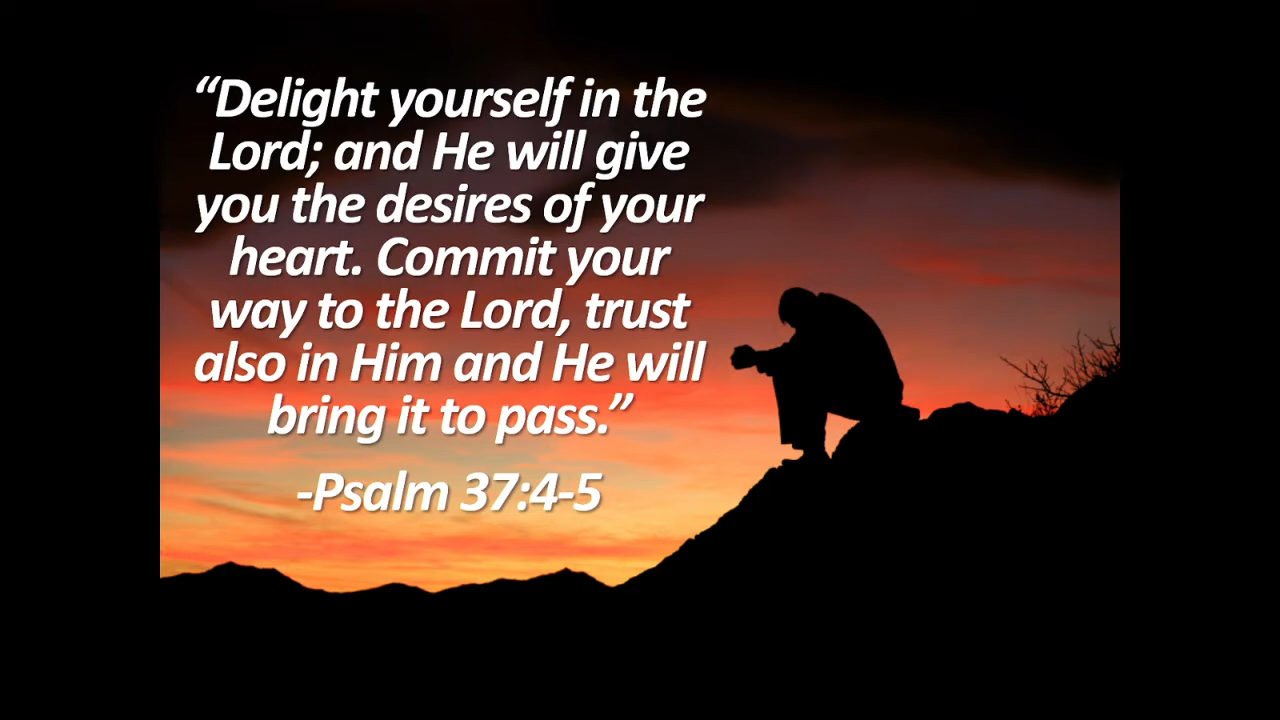 “Delight yourself in the
Lord; and He will give
you the desires of your
heart. Commit your
way to the Lord, trust
also in Him and He will
bring it to pass.”
-Psalm 37:4-5